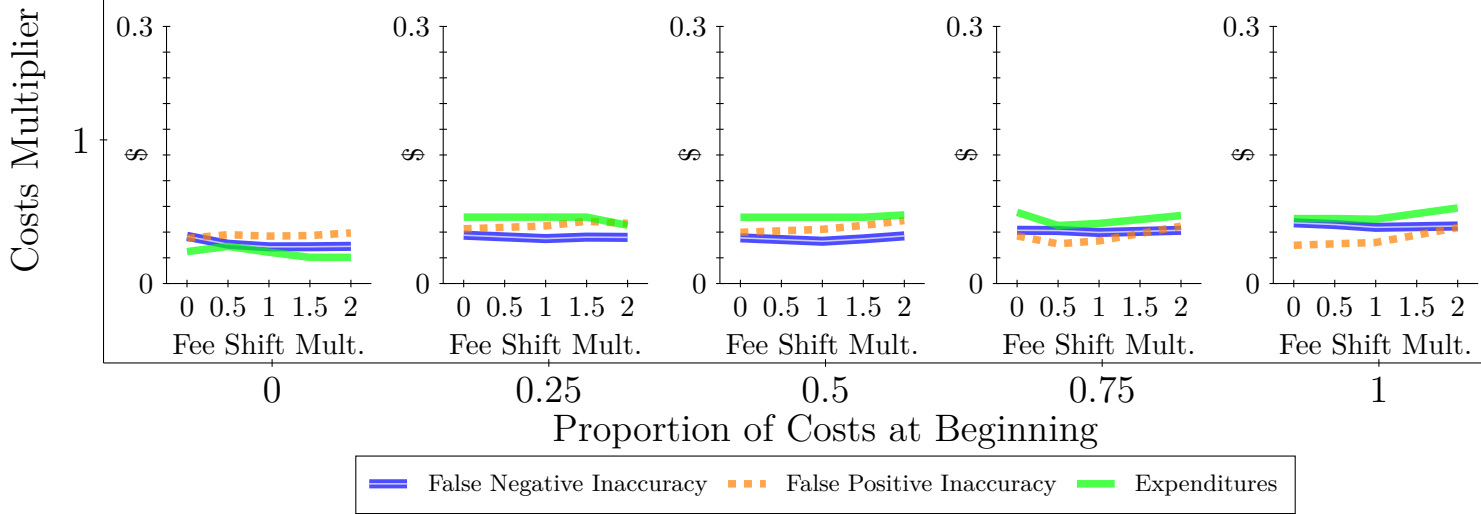 Costs Multiplier
1
0.3
$
0
0 0.5 1 1.5 2
Fee Shift Mult.
0.3
$
0
0 0.5 1 1.5 2
Fee Shift Mult.
0.3
$
0
0 0.5 1 1.5 2
Fee Shift Mult.
0.3
$
0
0 0.5 1 1.5 2
Fee Shift Mult.
0.3
$
0
0 0.5 1 1.5 2
Fee Shift Mult.
0 0.25 0.5 0.75 1
Proportion of Costs at Beginning
False Negative Inaccuracy False Positive Inaccuracy Expenditures